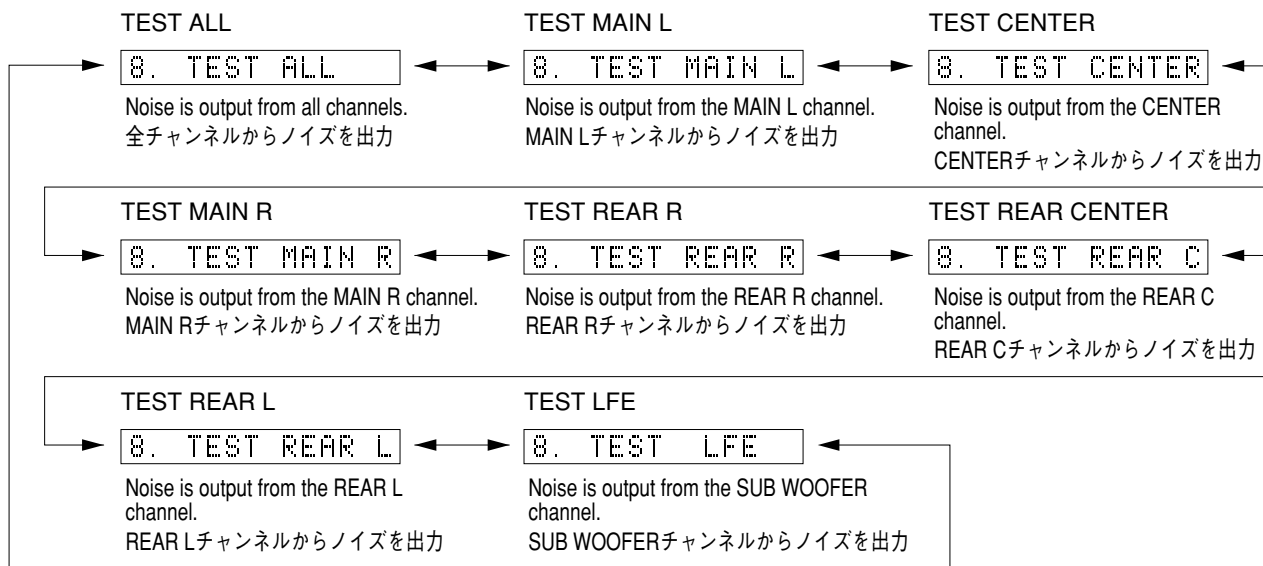 TEST ALL
8. TEST ALL
Noise is output from all channels.
全チャンネルからノイズを出力
TEST MAIN L
8. TEST MAIN L
Noise is output from the MAIN L channel.
MAIN Lチャンネルからノイズを出力
TEST CENTER
8. TEST CENTER
Noise is output from the CENTER
channel.
CENTERチャンネルからノイズを出力
TEST MAIN R
8. TEST MAIN R
Noise is output from the MAIN R channel.
MAIN Rチャンネルからノイズを出力
TEST REAR R
8. TEST REAR R
Noise is output from the REAR R channel.
REAR Rチャンネルからノイズを出力
TEST REAR CENTER
8. TEST REAR C
Noise is output from the REAR C
channel.
REAR Cチャンネルからノイズを出力
TEST REAR L
8. TEST REAR L
Noise is output from the REAR L
channel.
REAR Lチャンネルからノイズを出力
TEST LFE
8. TEST LFE
Noise is output from the SUB WOOFER
channel.
SUB WOOFERチャンネルからノイズを出力